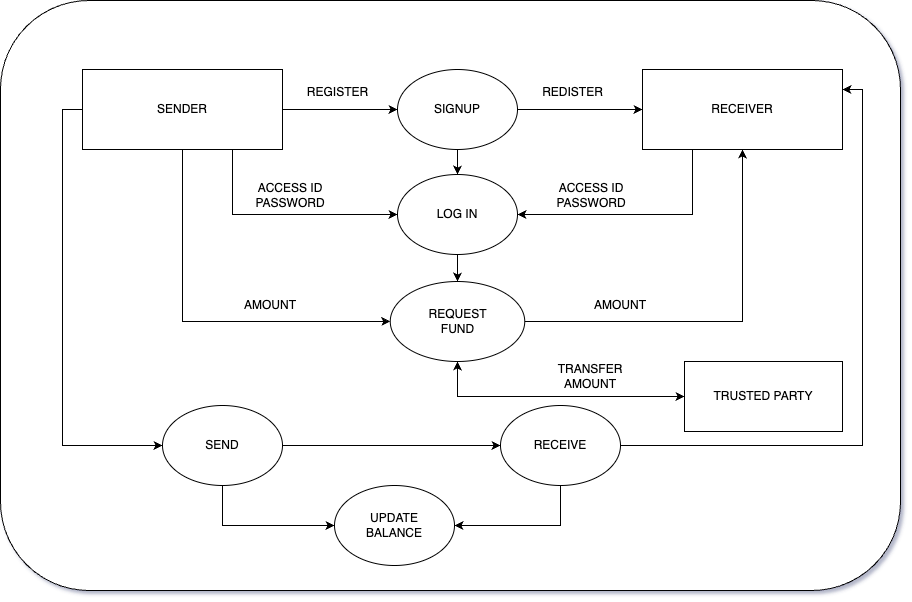 REGISTER
REDISTER
SENDER
SIGNUP
RECEIVER
ACCESS ID
PASSWORD
ACCESS ID
PASSWORD
LOG IN
AMOUNT
AMOUNT
REQUEST
FUND
TRANSFER
AMOUNT
TRUSTED PARTY
SEND
RECEIVE
UPDATE
BALANCE